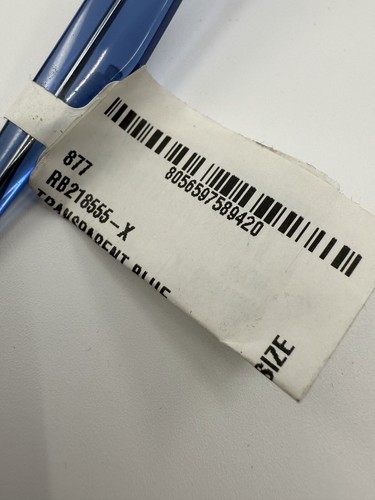 8056597589420
877
RB218555-X
TRANSPARENT BLUE
SIZE